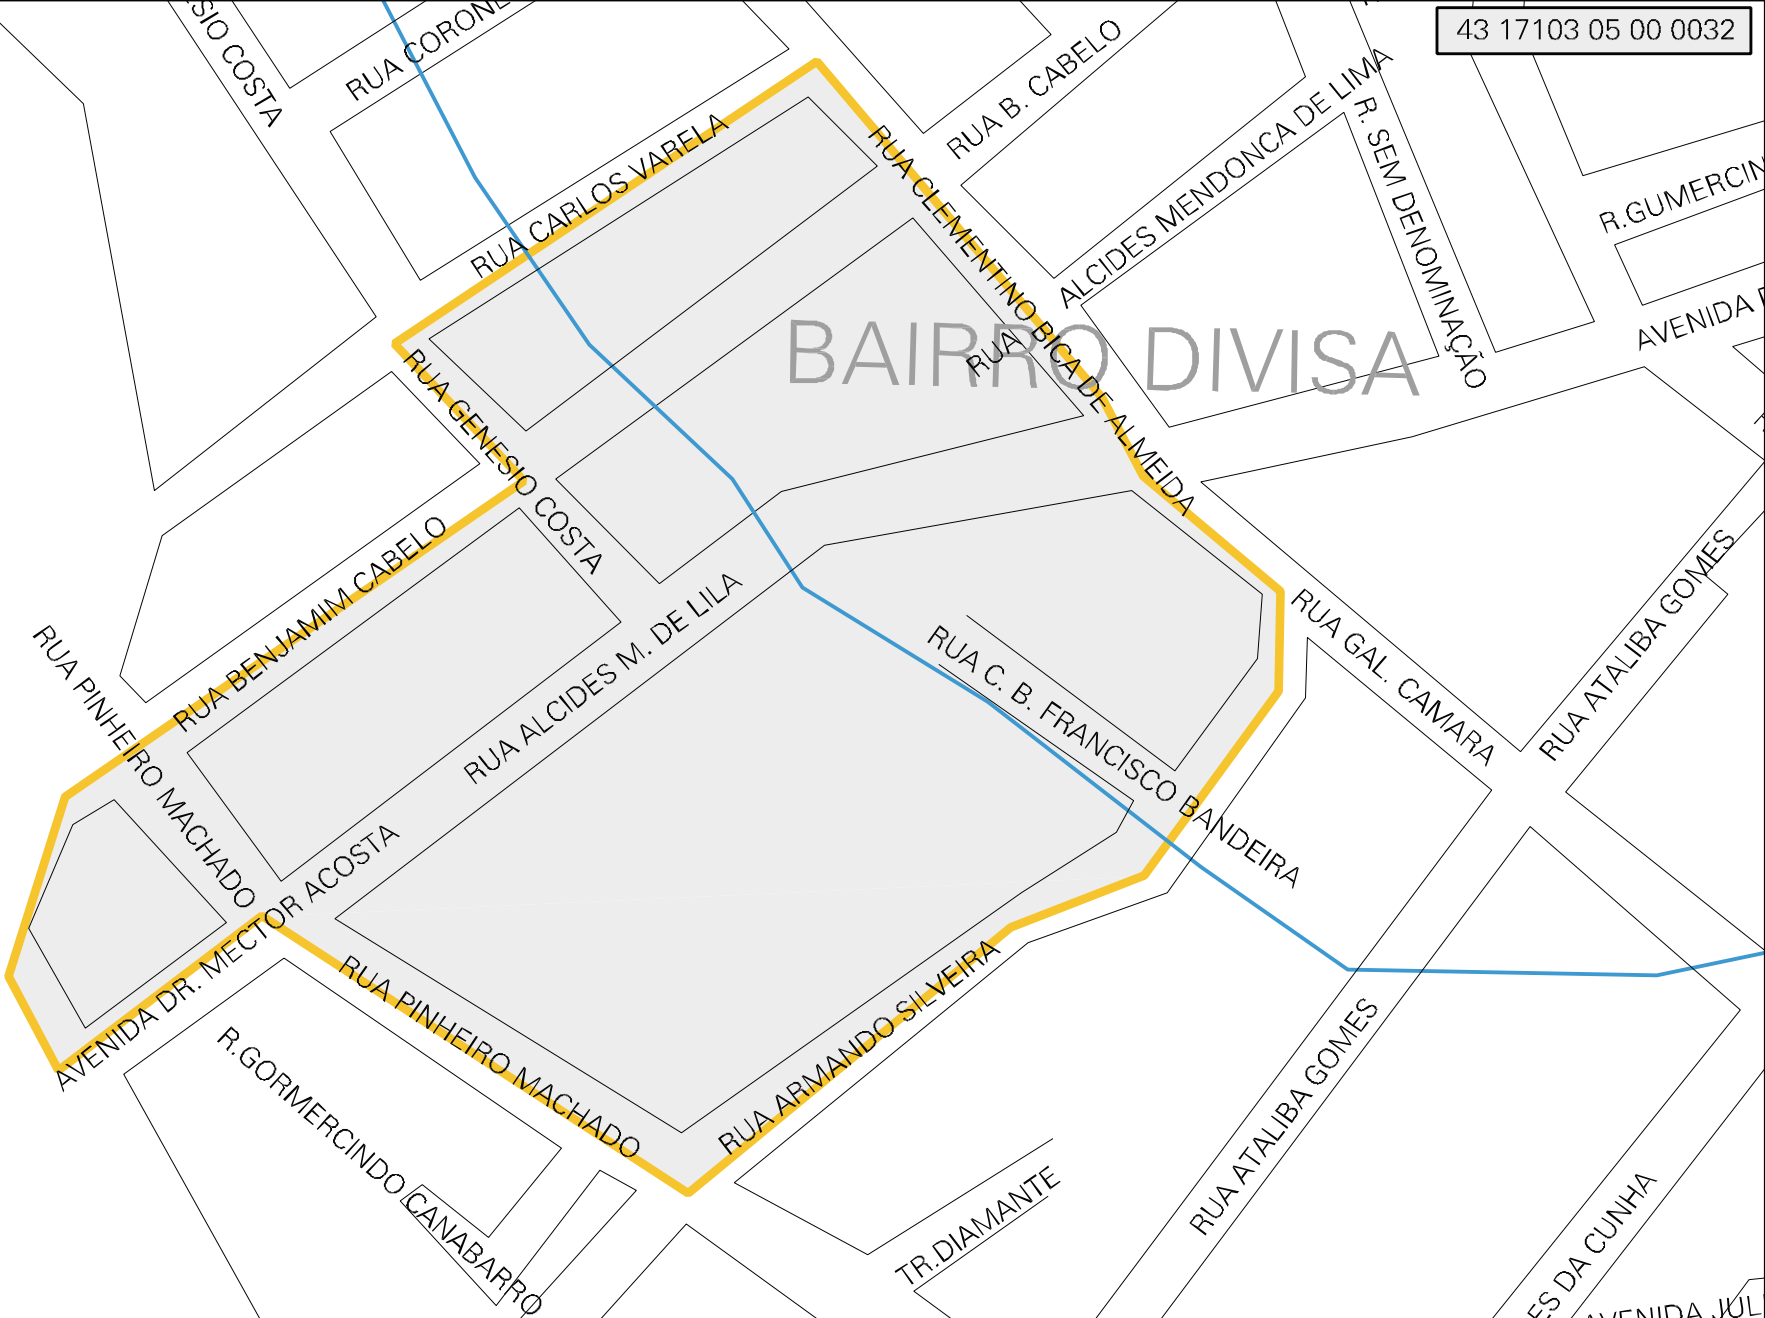 43 17103 05 00 0032
SIO COSTA
RUA CORONE
RUA B. CABELO
ALCIDES MENDONCA DE LIMA
R. SEM DENOMINAÇÃO
R.GUMERCIN
AVENIDA
RUA CARLOS VARELA
RUA CLEMENTINO BICA DE ALMEIDA
BAIRRO DIVISA
RUA
RUA GENESIO COSTA
RUA BENJAMIM CABELO
RUA ALCIDES M. DE LILA
RUA PINHEIRO MACHADO
RUA C. B. FRANCISCO BANDEIRA
RUA GAL. CAMARA
RUA ATALIBA GOMES
AVENIDA DR. MECTOR ACOSTA
RUA PINHEIRO MACHADO
RUA ARMANDO SILVEIRA
R.GORMERCINDO CANABARRO
TR.DIAMANTE
RUA ATALIBA GOMES
ES DA CUNHA
AVENIDA JUL